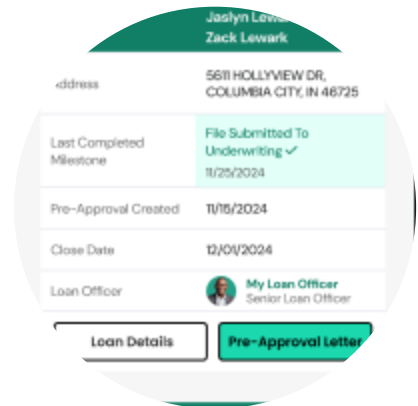 Jaslyn
Zack Lewark
Address
5611 HOLLYVIEW DR,
COLUMBIA CITY, IN 46725
Last Completed
Milestone
File Submitted To
Underwriting ✓
11/25/2024
Pre-Approval Created
11/15/2024
Close Date
12/01/2024
Loan Officer
My Loan Officer
Senior Loan Officer
Loan Details
Pre-Approval Letter